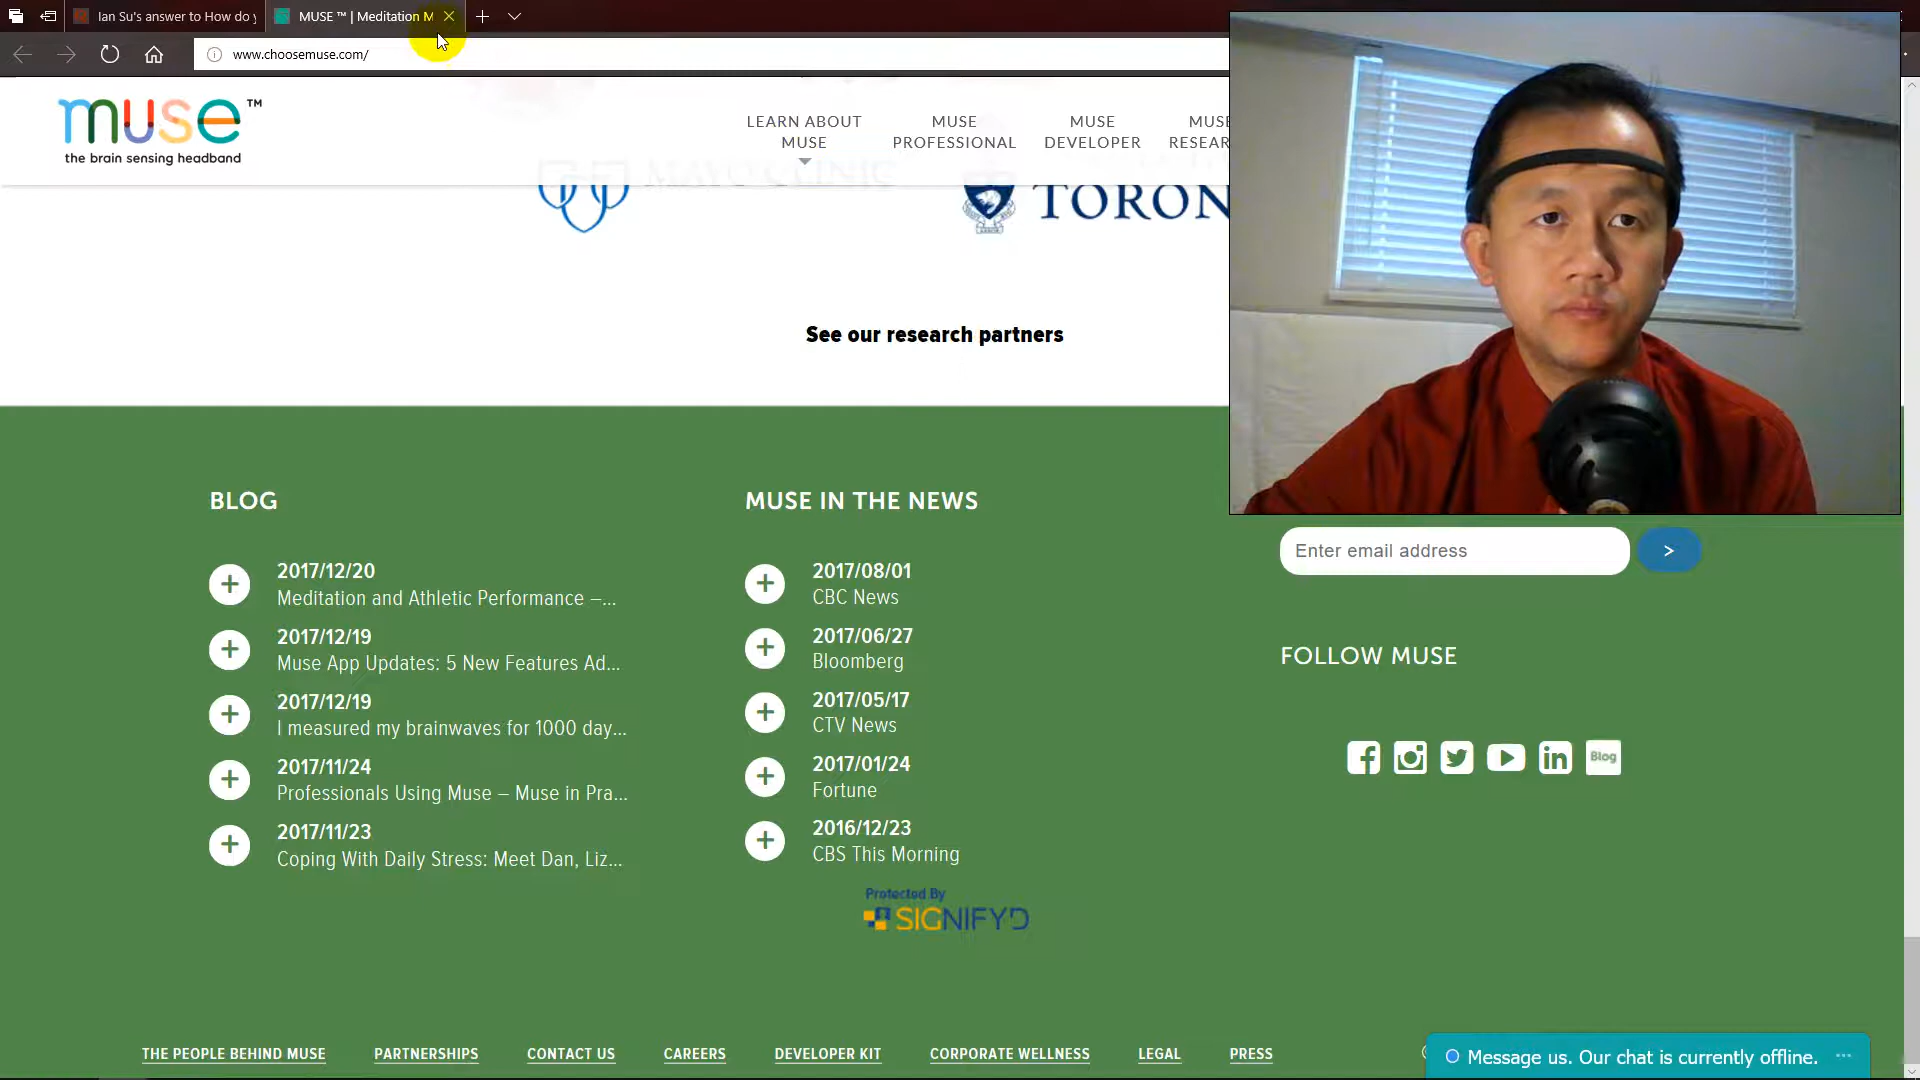 Ian Su's answer to How do y
MUSE ™ | Meditation M
www.choosemuse.com/
muse™
the brain sensing headband
LEARN ABOUT
MUSE
MUSE
PROFESSIONAL
MUSE
DEVELOPER
MUSE
RESEAR
MAYO CLINIC
TORON
See our research partners
BLOG
2017/12/20
Meditation and Athletic Performance –...
2017/12/19
Muse App Updates: 5 New Features Ad...
2017/12/19
I measured my brainwaves for 1000 day...
2017/11/24
Professionals Using Muse – Muse in Pra...
2017/11/23
Coping With Daily Stress: Meet Dan, Liz...
MUSE IN THE NEWS
2017/08/01
CBC News
2017/06/27
Bloomberg
2017/05/17
CTV News
2017/01/24
Fortune
2016/12/23
CBS This Morning
Protected By
SIGNIFYD
Enter email address
>
FOLLOW MUSE
Blog
THE PEOPLE BEHIND MUSE
PARTNERSHIPS
CONTACT US
CAREERS
DEVELOPER KIT
CORPORATE WELLNESS
LEGAL
PRESS
Message us. Our chat is currently offline.